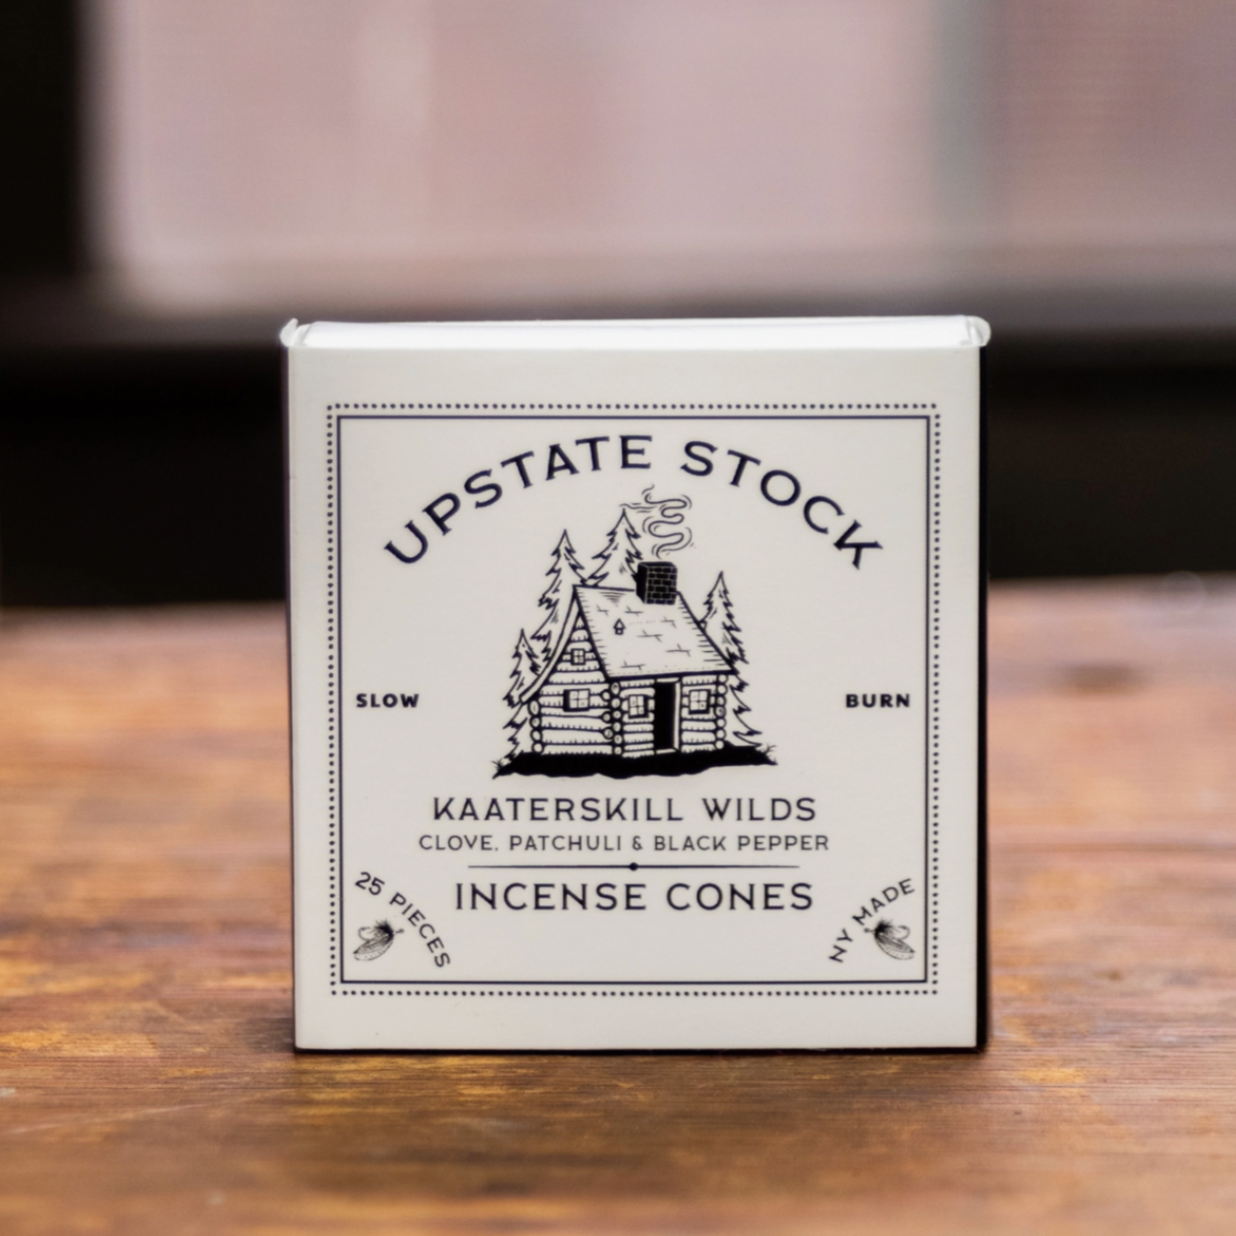 UPSTATE STOCK
SLOW
BURN
KAATERSKILL WILDS
CLOVE, PATCHULI & BLACK PEPPER
INCENSE CONES
25 PIECES
NY MADE